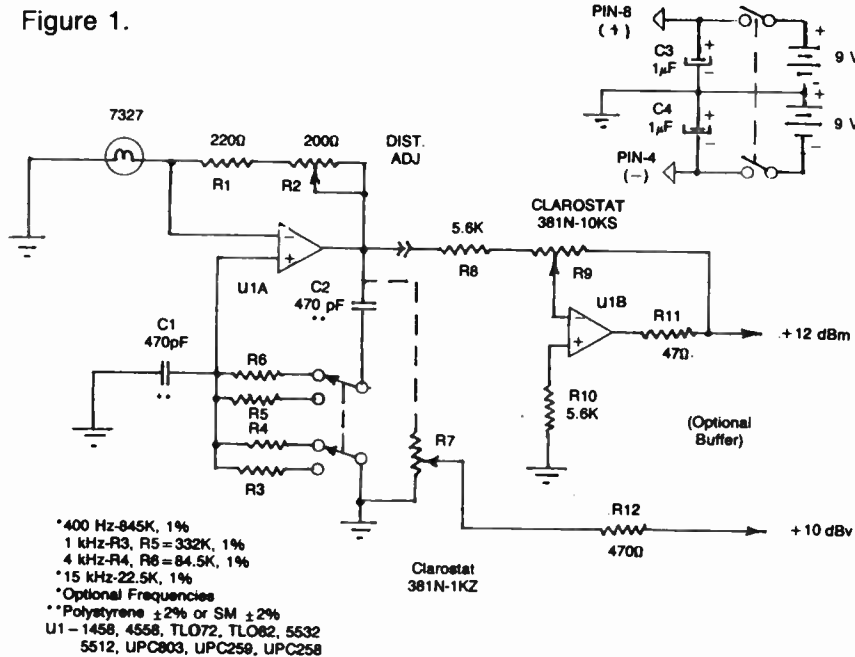 Figure 1.
PIN-8
(+)
C3
1µF
+
−
+
−
9 V
C4
1µF
+
−
+
−
9 V
PIN-4
(−)
7327
220Ω
R1
200Ω
R2
DIST.
ADJ
−
+
U1A
C2
470 pF
**
C1
470pF
**
R6
R5
R4
R3
R7
5.6K
R8
CLAROSTAT
381N-10KS
R9
−
+
U1B
R11
47Ω
+12 dBm
R10
5.6K
(Optional
Buffer)
R12
470Ω
+10 dBv
Clarostat
381N-1KZ
*400 Hz-845K, 1%
1 kHz-R3, R5=332K, 1%
4 kHz-R4, R6=84.5K, 1%
*15 kHz-22.5K, 1%
*Optional Frequencies
**Polystyrene ±2% or SM ±2%
U1-1458, 4558, TLO72, TLO82, 5532
5512, UPC803, UPC259, UPC258